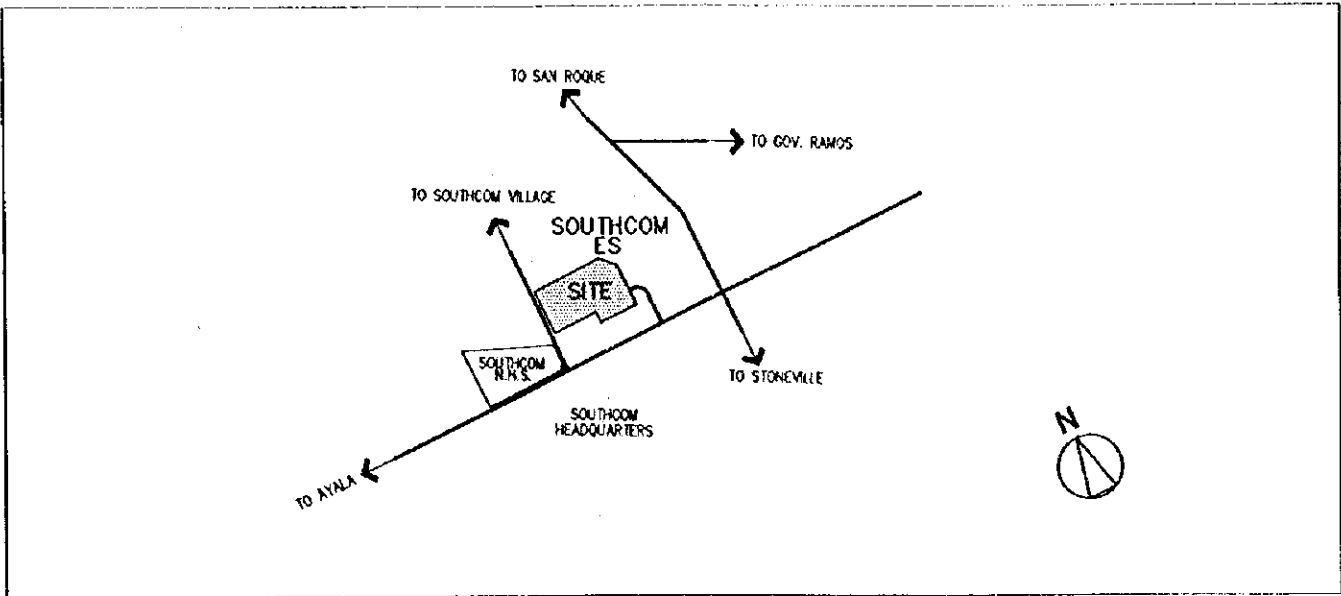 TO SAN ROQUE
TO GOV. RAMOS
TO SOUTHCOM VILLAGE
SOUTHCOM
ES
SITE
SOUTHCOM
N.H.S.
TO STONEVILLE
SOUTHCOM
HEADQUARTERS
N
TO AYALA